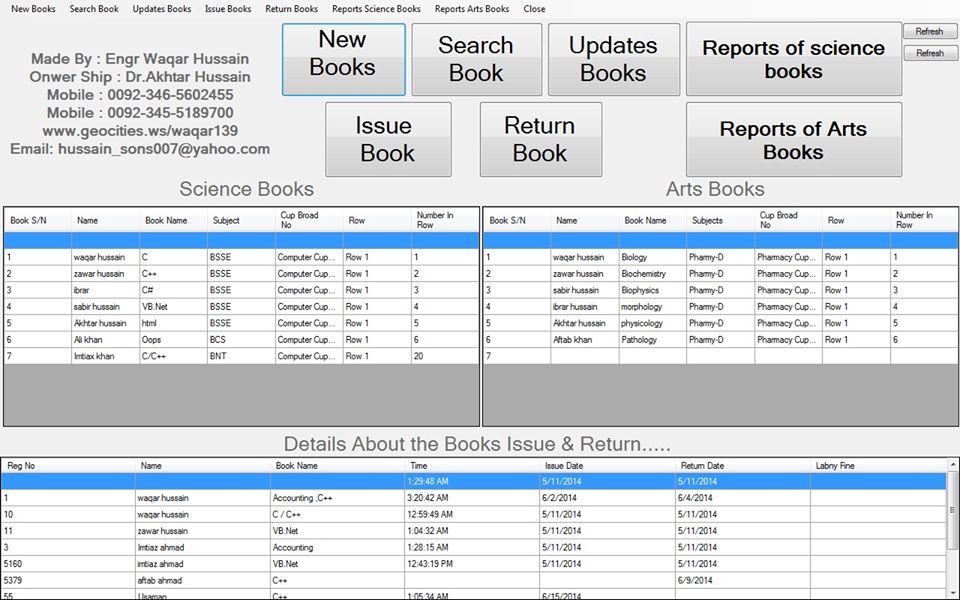 New Books Search Book Updates Books Issue Books Return Books Reports Science Books Reports Arts Books Close
Made By : Engr Waqar Hussain
Onwer Ship : Dr.Akhtar Hussain
Mobile : 0092-346-5602455
Mobile : 0092-345-5189700
www.geocities.ws/waqar139
Email: hussain_sons007@yahoo.com
New Books
Search Book
Updates Books
Reports of science books
Refresh
Refresh
Issue Book
Return Book
Reports of Arts Books
Science Books
Book S/N Name Book Name Subject Cup Broad No Row Number In Row
1 waqar hussain C BSSE Computer Cup... Row 1 1
2 zawar hussain C++ BSSE Computer Cup... Row 1 2
3 ibrar C# BSSE Computer Cup... Row 1 3
4 sabir hussain VB.Net BSSE Computer Cup... Row 1 4
5 Akhtar hussain html BSSE Computer Cup... Row 1 5
6 Ali khan Oops BCS Computer Cup... Row 1 6
7 Imtiax khan C/C++ BNT Computer Cup... Row 1 20
Arts Books
Book S/N Name Book Name Subjects Cup Broad No Row Number In Row
1 waqar hussain Biology Pharmy-D Pharmacy Cup... Row 1 1
2 zawar hussain Biochemistry Pharmy-D Pharmacy Cup... Row 1 2
3 sabir hussain Biophysics Pharmy-D Pharmacy Cup... Row 1 3
4 ibrar hussain morphology Pharmy-D Pharmacy Cup... Row 1 4
5 Akhtar hussain physicology Pharmy-D Pharmacy Cup... Row 1 5
6 Aftab khan Pathology Pharmy-D Pharmacy Cup... Row 1 6
7
Details About the Books Issue & Return.....
Reg No Name Book Name Time Issue Date Return Date Labny Fine
1:29:48 AM 5/11/2014 5/11/2014
1 waqar hussain Accounting ,C++ 3:20:42 AM 6/2/2014 6/4/2014
10 waqar hussain C / C++ 12:59:49 AM 5/11/2014 5/11/2014
11 zawar hussain VB.Net 1:04:32 AM 5/11/2014 5/11/2014
3 Imtiaz ahmad Accounting 1:28:15 AM 5/11/2014 5/11/2014
5160 imtiaz ahmad VB.Net 12:43:19 PM 5/11/2014 5/11/2014
5379 aftab ahmad C++ 6/9/2014
55 Usaman C++ 1:05:34 AM 6/15/2014